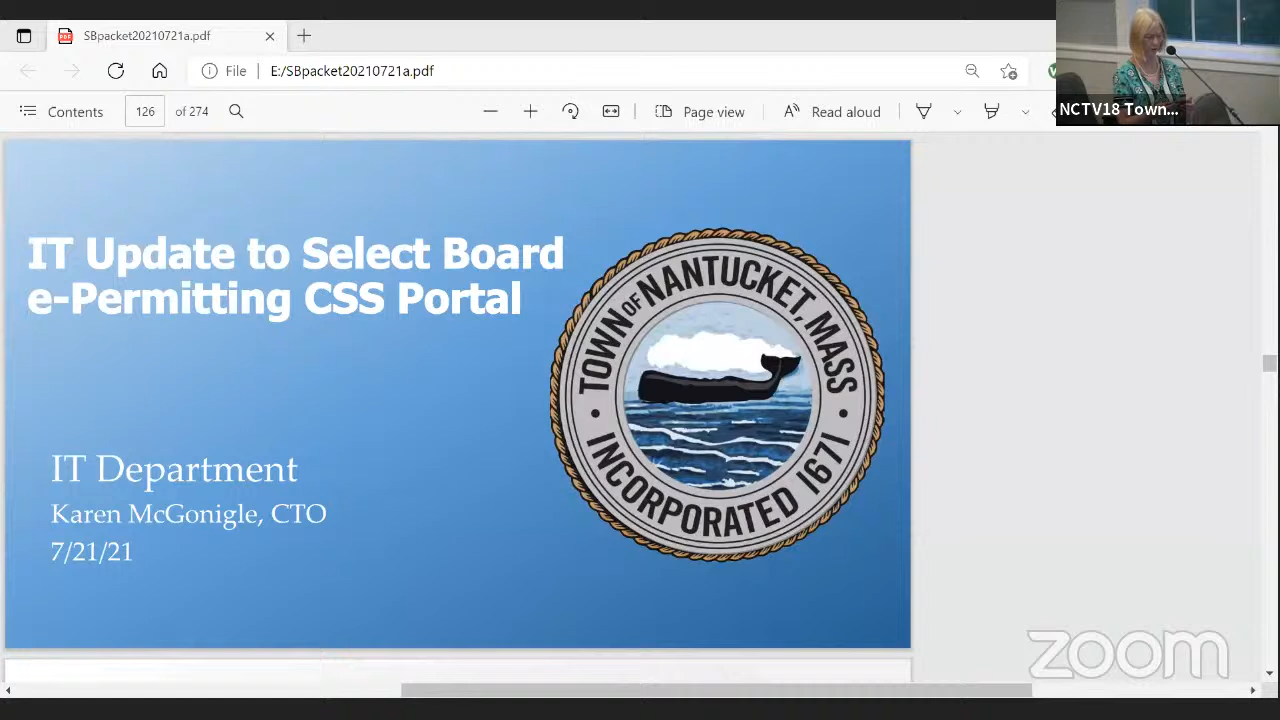 SBpacket20210721a.pdf
File
E:/SBpacket20210721a.pdf
Contents
126
of 274
Page view
Read aloud
NCTV18 Town...
IT Update to Select Board
e-Permitting CSS Portal
TOWN OF NANTUCKET, MASS
INCORPORATED 1671
IT Department
Karen McGonigle, CTO
7/21/21
zoom